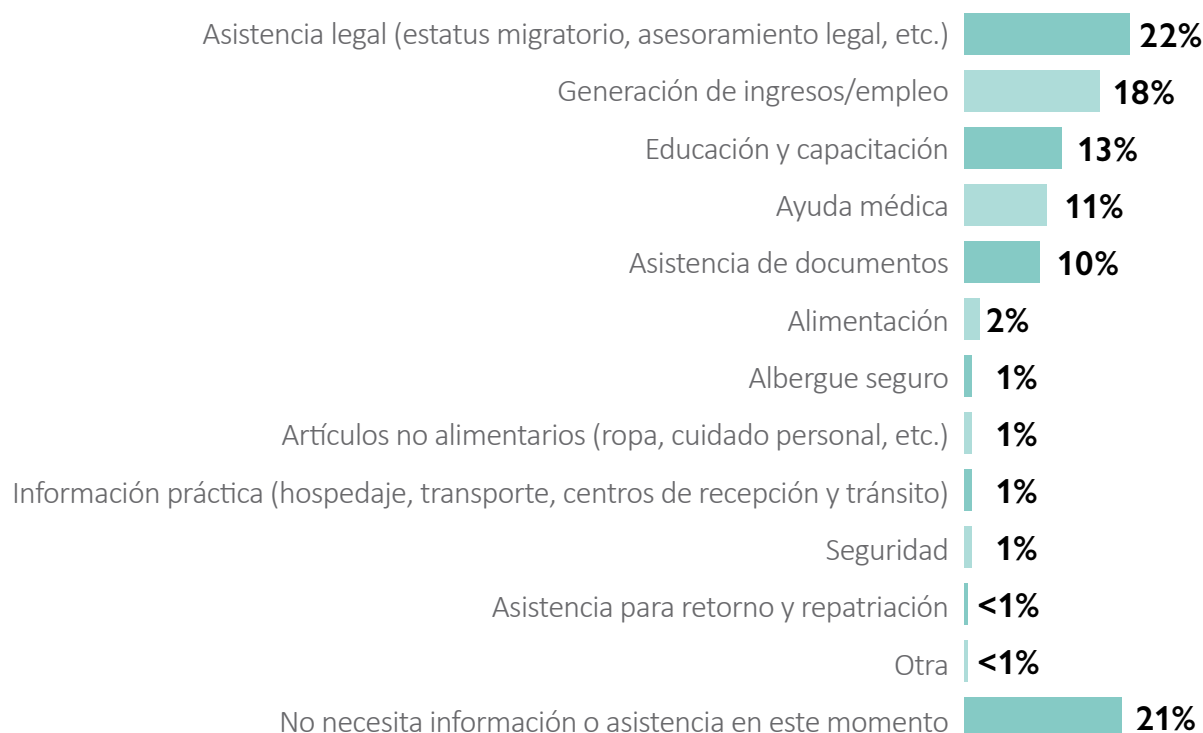 Asistencia legal (estatus migratorio, asesoramiento legal, etc.) 22%
Generación de ingresos/empleo 18%
Educación y capacitación 13%
Ayuda médica 11%
Asistencia de documentos 10%
Alimentación 2%
Albergue seguro 1%
Artículos no alimentarios (ropa, cuidado personal, etc.) 1%
Información práctica (hospedaje, transporte, centros de recepción y tránsito) 1%
Seguridad 1%
Asistencia para retorno y repatriación <1%
Otra <1%
No necesita información o asistencia en este momento 21%